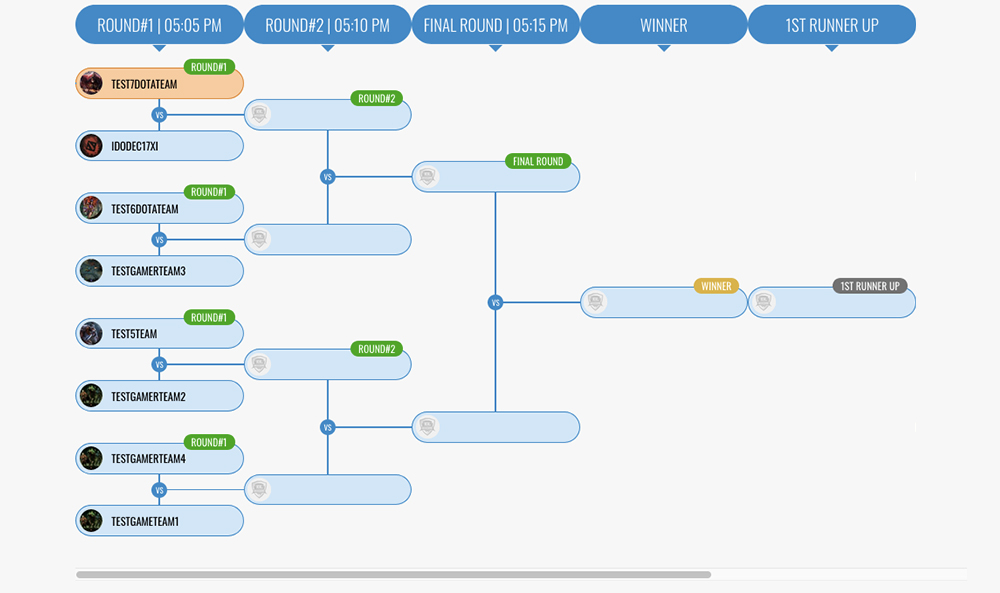 ROUND#1 | 05:05 PM
ROUND#2 | 05:10 PM
FINAL ROUND | 05:15 PM
WINNER
1ST RUNNER UP
ROUND#1
TEST7DOTATEAM
VS
IDODEC17XI
ROUND#1
TEST6DOTATEAM
VS
TESTGAMERTEAM3
ROUND#1
TEST5TEAM
VS
TESTGAMERTEAM2
ROUND#1
TESTGAMERTEAM4
VS
TESTGAMETEAM1
ROUND#2
VS
ROUND#2
VS
FINAL ROUND
VS
WINNER
1ST RUNNER UP